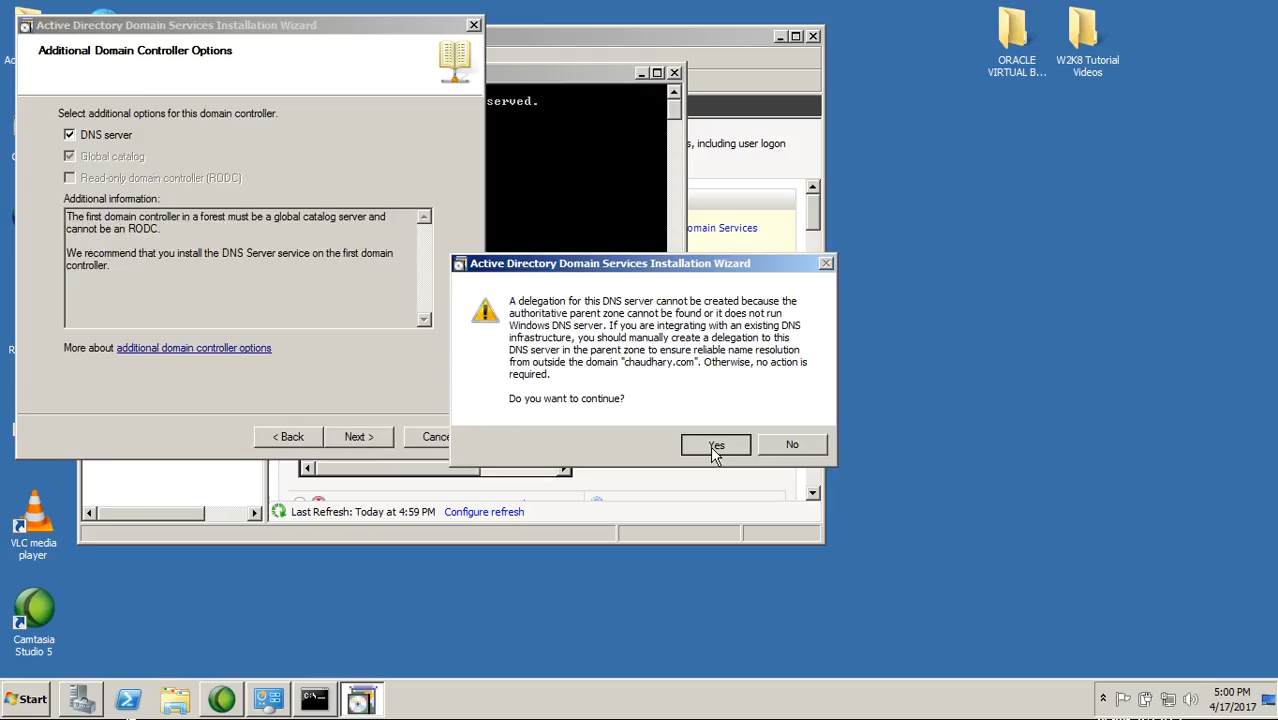 Active Directory Domain Services Installation Wizard
Additional Domain Controller Options
Select additional options for this domain controller.
DNS server
Global catalog
Read-only domain controller (RODC)
Additional information:
The first domain controller in a forest must be a global catalog server and
cannot be an RODC.
We recommend that you install the DNS Server service on the first domain
controller.
More about additional domain controller options
< Back
Next >
Cance
served.
s, including user logon
omain Services
Active Directory Domain Services Installation Wizard
A delegation for this DNS server cannot be created because the
authoritative parent zone cannot be found or it does not run
Windows DNS server. If you are integrating with an existing DNS
infrastructure, you should manually create a delegation to this
DNS server in the parent zone to ensure reliable name resolution
from outside the domain "chaudhary.com". Otherwise, no action is
required.
Do you want to continue?
Yes
No
Last Refresh: Today at 4:59 PM
Configure refresh
ORACLE
VIRTUAL B...
W2K8 Tutorial
Videos
VLC media
player
Camtasia
Studio 5
Start
5:00 PM
4/17/2017